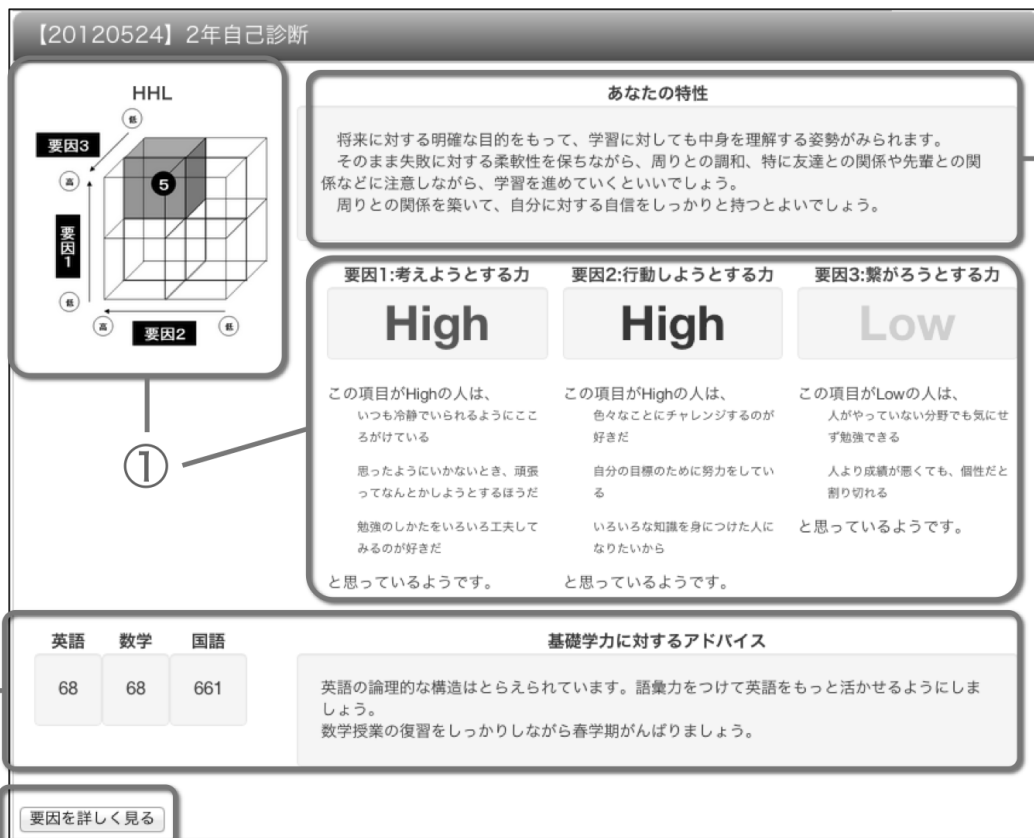 【20120524】2年自己診断
HHL
低
要因3
高
5
要因1
低
高
要因2
低
①
あなたの特性
将来に対する明確な目的をもって、学習に対しても中身を理解する姿勢がみられます。
そのまま失敗に対する柔軟性を保ちながら、周りとの調和、特に友達との関係や先輩との関
係などに注意しながら、学習を進めていくといいでしょう。
周りとの関係を築いて、自分に対する自信をしっかりと持つとよいでしょう。
要因1:考えようとする力
High
この項目がHighの人は、
いつも冷静でいられるようにここ
ろがけている
思ったようにいかないとき、頑張
ってなんとかしようとするほうだ
勉強のしかたをいろいろ工夫して
みるのが好きだ
と思っているようです。
要因2:行動しようとする力
High
この項目がHighの人は、
色々なことにチャレンジするのが
好きだ
自分の目標のために努力をしてい
る
いろいろな知識を身につけた人に
なりたいから
と思っているようです。
要因3:繋がろうとする力
Low
この項目がLowの人は、
人がやっていない分野でも気にせ
ず勉強できる
人より成績が悪くても、個性だと
割り切れる
と思っているようです。
英語 数学 国語
68 68 661
基礎学力に対するアドバイス
英語の論理的な構造はとらえられています。語彙力をつけて英語をもっと活かせるようにしま
しょう。
数学授業の復習をしっかりしながら春学期がんばりましょう。
要因を詳しく見る